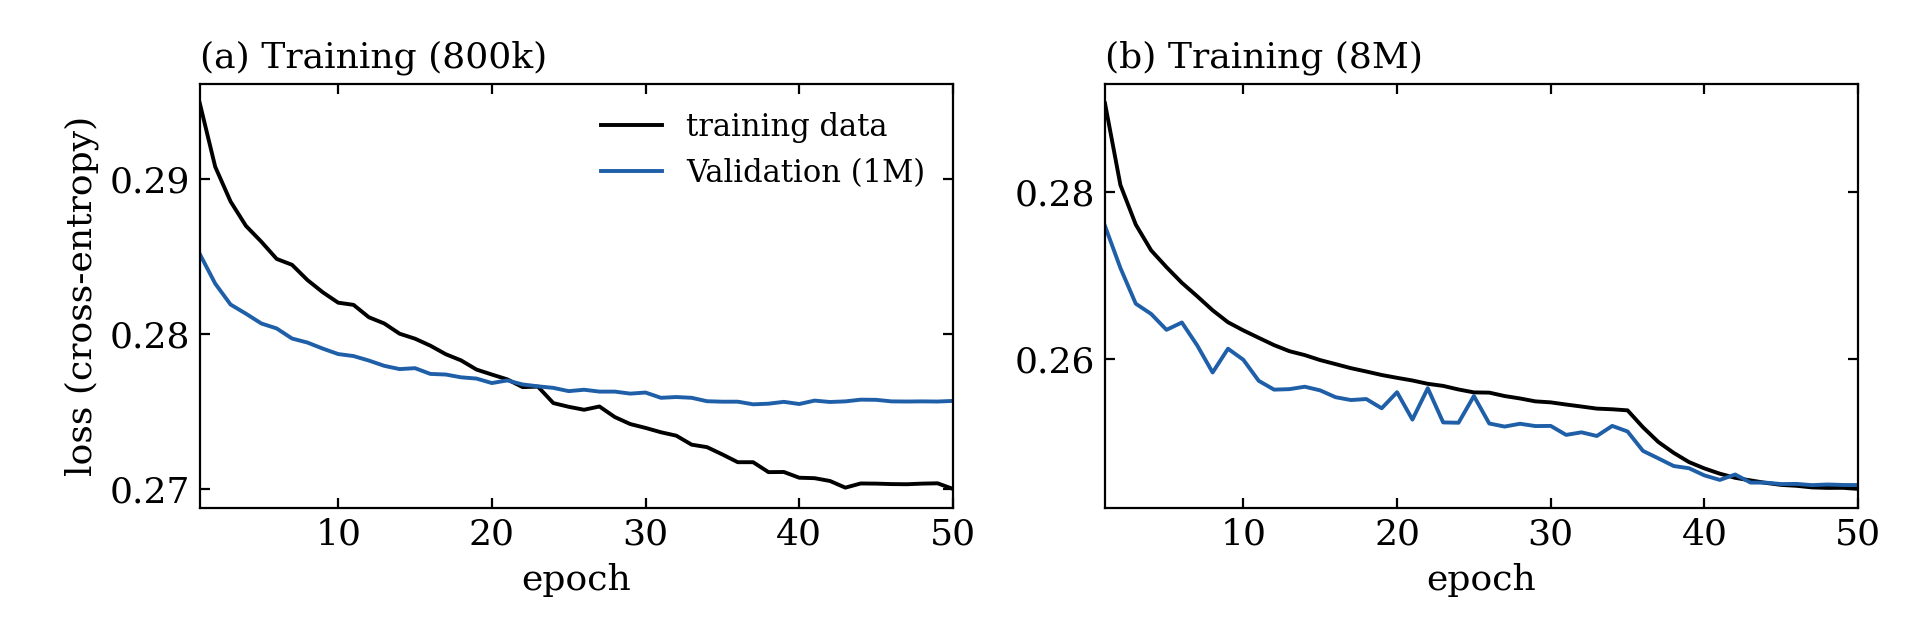 (a) Training (800k)
training data
Validation (1M)
loss (cross-entropy)
0.29
0.28
0.27
10 20 30 40 50
epoch
(b) Training (8M)
0.28
0.26
10 20 30 40 50
epoch